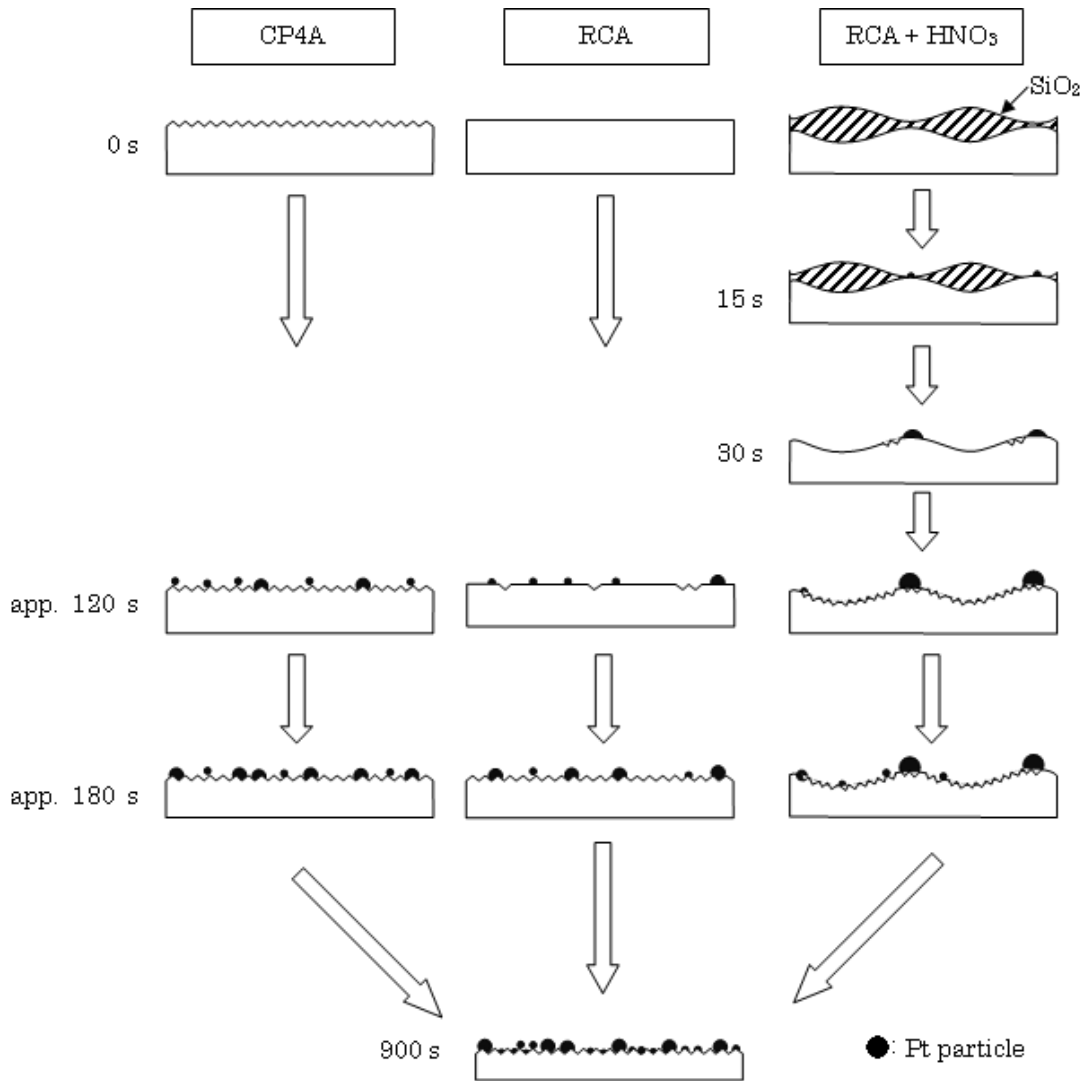 CP4A
RCA
RCA + HNO₃
SiO₂
0 s
15 s
30 s
app. 120 s
app. 180 s
900 s
: Pt particle